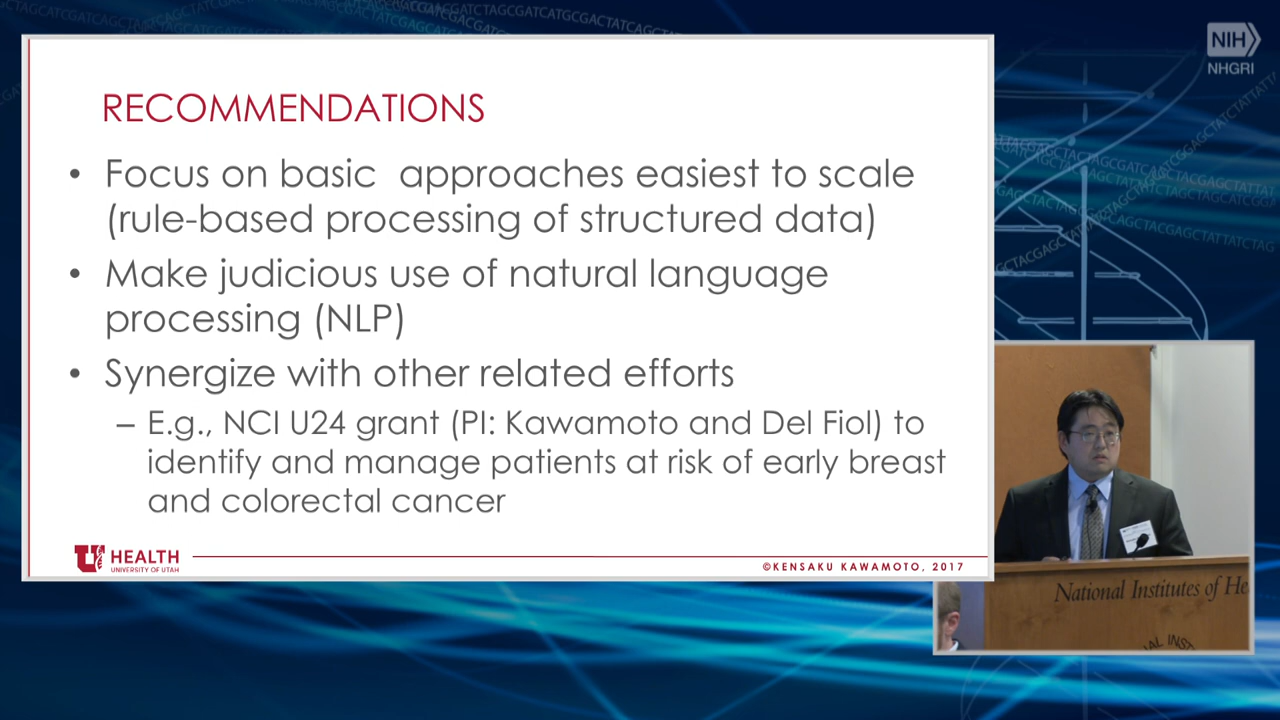 NIH
NHGRI
RECOMMENDATIONS
• Focus on basic approaches easiest to scale
(rule-based processing of structured data)
• Make judicious use of natural language
processing (NLP)
• Synergize with other related efforts
– E.g., NCI U24 grant (PI: Kawamoto and Del Fiol) to
identify and manage patients at risk of early breast
and colorectal cancer
U HEALTH
UNIVERSITY OF UTAH
©KENSAKU KAWAMOTO, 2017
National Institutes of He
AL INST